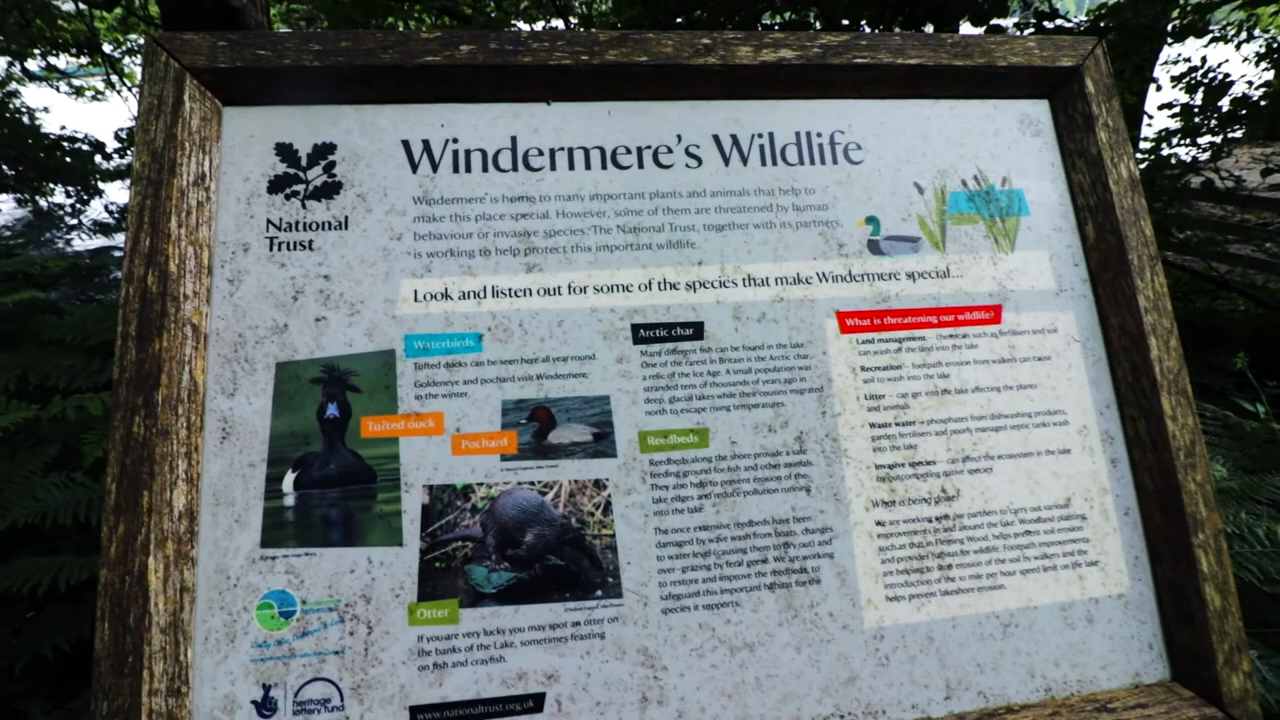 Windermere's Wildlife
National
Trust
Windermere is home to many important plants and animals that help to
make this place special. However, some of them are threatened by human
behaviour or invasive species. The National Trust, together with its partners,
is working to help protect this important wildlife.
Look and listen out for some of the species that make Windermere special...
Waterbirds
Tufted ducks can be seen here all year round.
Goldeneye and pochard visit Windermere,
in the winter.
Tufted duck
Pochard
Otter
If you are very lucky you may spot an otter on
the banks of the Lake, sometimes feasting
on fish and crayfish.
www.nationaltrust.org.uk
heritage
lottery fund
Arctic char
Many different fish can be found in the lake.
One of the rarest in Britain is the Arctic char,
a relic of the Ice Age. A small population was
stranded tens of thousands of years ago in
deep, glacial lakes while their cousins migrated
north to escape rising temperatures.
Reedbeds
Reedbeds along the shore provide a safe
feeding ground for fish and other animals.
They also help to prevent erosion of the
lake edges and reduce pollution running
into the lake.
The once extensive reedbeds have been
damaged by wave wash from boats, changes
to water level (causing them to dry out) and
over-grazing by feral geese. We are working
to restore and improve the reedbeds, to
safeguard this important habitat for the
species it supports.
What is threatening our wildlife?
Land management – chemicals such as fertilisers and soil
can wash off the land into the lake
Recreation – footpath erosion from walkers can cause
soil to wash into the lake
Litter – can get into the lake affecting the plants
and animals
Waste water – phosphates from dishwashing products,
garden fertilisers and poorly managed septic tanks wash
into the lake
Invasive species – can affect the ecosystem in the lake
by outcompeting native species
What is being done?
We are working with our partners to carry out various
improvements in and around the lake. Woodland planting,
such as that in Fleming Wood, helps prevent soil erosion
and provides habitat for wildlife. Footpath improvements
are helping to stop erosion of the soil by walkers and the
introduction of the 10 mile per hour speed limit on the lake
helps prevent lakeshore erosion.